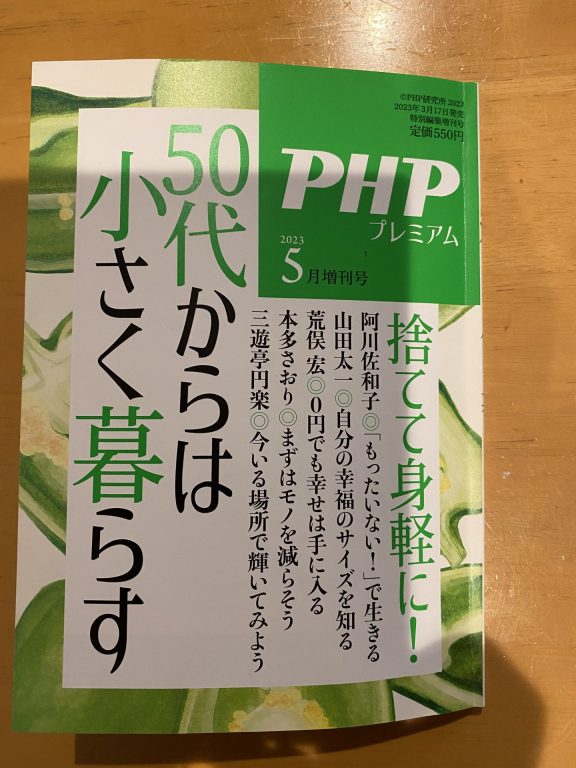 ©PHP研究所 2023
2023年3月17日発売
特別編集増刊号
定価550円
PHP
プレミアム
2023
5月増刊号
捨てて身軽に!
阿川佐和子◎「もったいない!」で生きる
山田太一◎自分の幸福のサイズを知る
荒俣 宏◎0円でも幸せは手に入る
本多さおり◎まずはモノを減らそう
三遊亭円楽◎今いる場所で輝いてみよう
50代からは
小さく暮らす